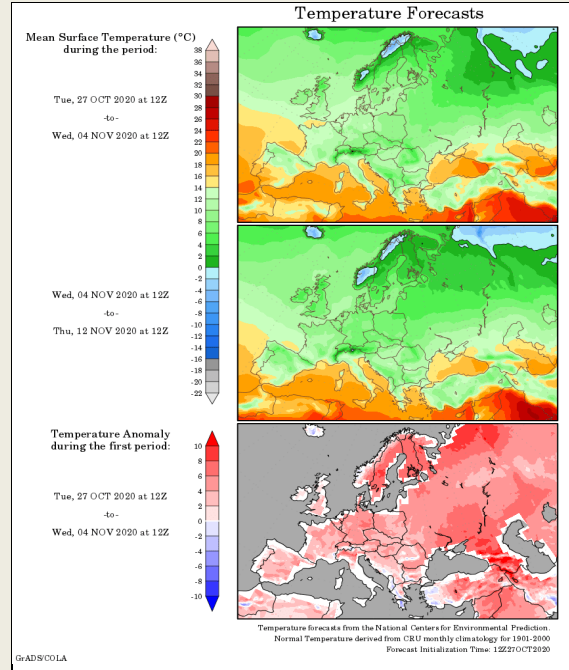 Temperature Forecasts
Mean Surface Temperature (°C)
during the period:
Tue, 27 OCT 2020 at 12Z
-to-
Wed, 04 NOV 2020 at 12Z
38
36
34
32
30
28
26
24
22
20
18
16
14
12
10
8
6
4
2
0
-2
-4
-6
-8
-10
-12
-14
-16
-18
-20
-22
Wed, 04 NOV 2020 at 12Z
-to-
Thu, 12 NOV 2020 at 12Z
Temperature Anomaly
during the first period:
Tue, 27 OCT 2020 at 12Z
-to-
Wed, 04 NOV 2020 at 12Z
10
8
6
4
2
0
-2
-4
-6
-8
-10
Temperature forecasts from the National Centers for Environmental Prediction.
Normal Temperature derived from CRU monthly climatology for 1901-2000
Forecast Initialization Time: 12Z27OCT2020
GrADS/COLA